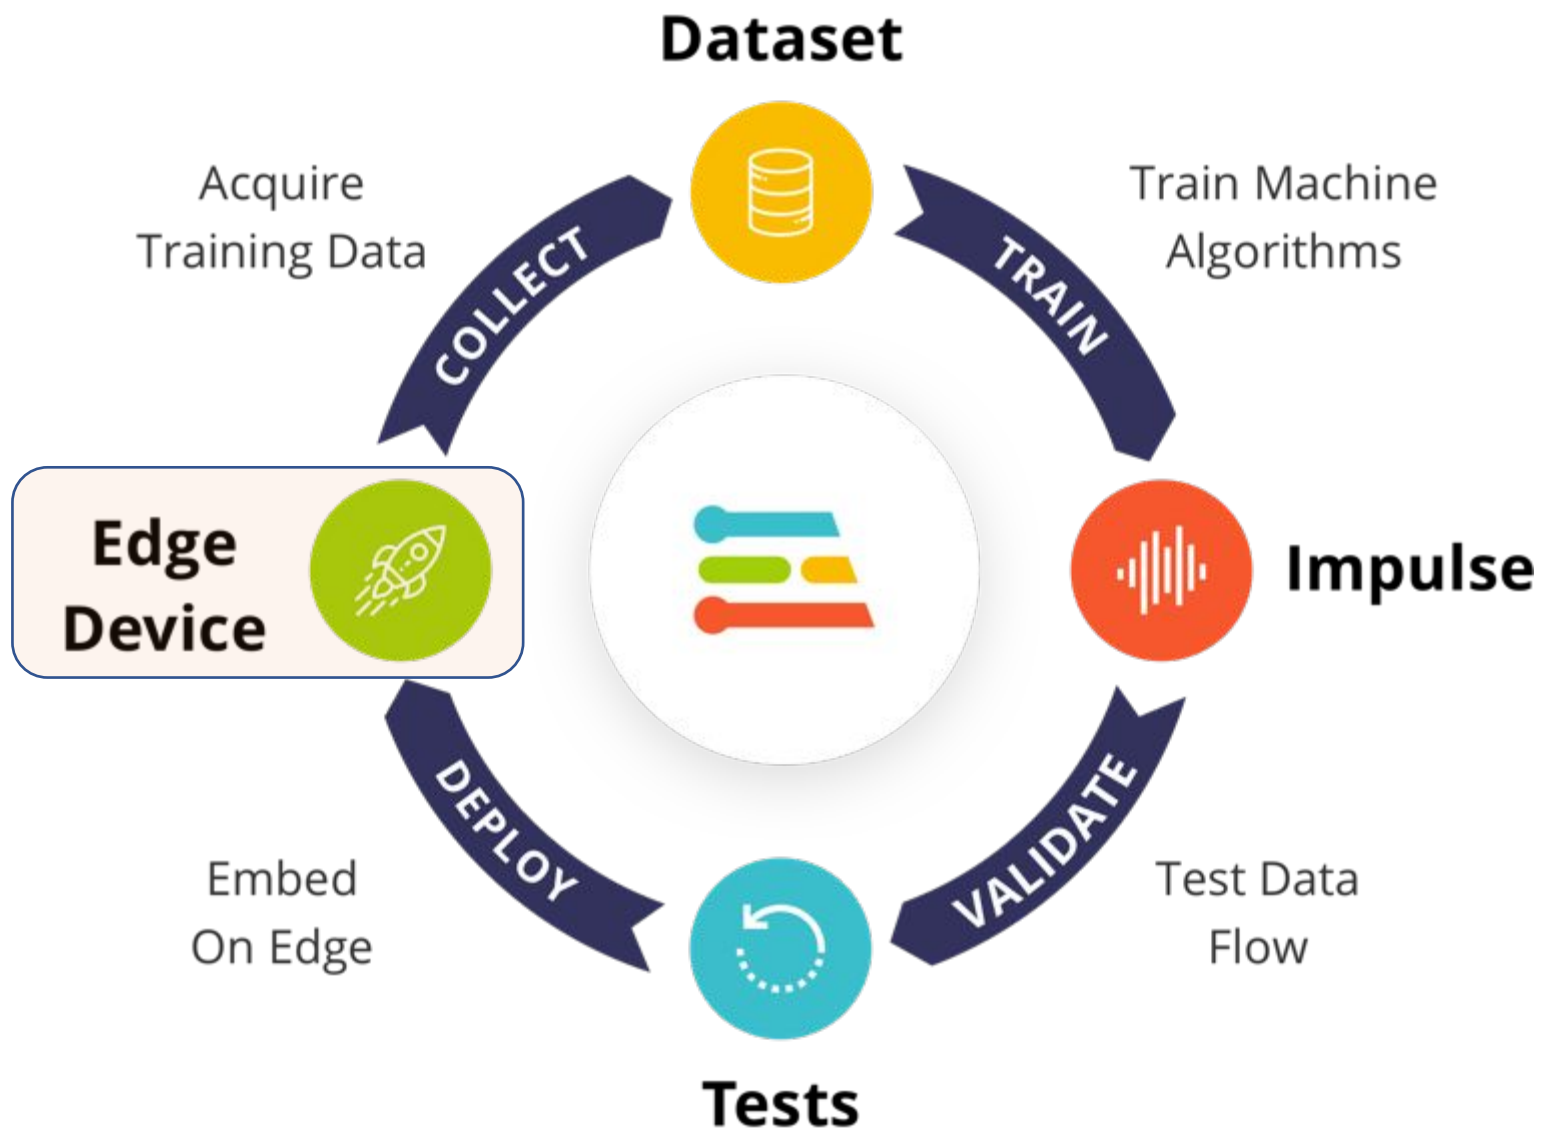 Dataset
Acquire
Training Data
COLLECT
TRAIN
Train Machine
Algorithms
Edge
Device
Impulse
DEPLOY
VALIDATE
Embed
On Edge
Test Data
Flow
Tests